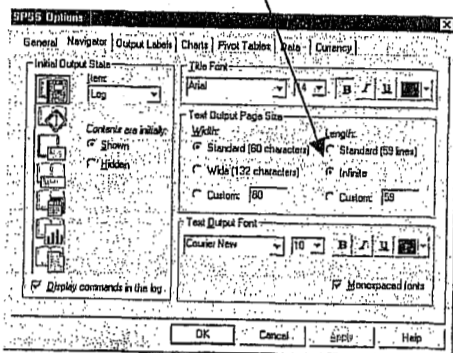 SPSS Options
General Navigator Output Labels Charts Pivot Tables Data Currency
Initial Output State
Item:
Log
Contents are initially:
Shown
Hidden
Display commands in the log
Title Font
Arial 14 B I U
Text Output Page Size
Width: Length:
Standard (80 characters) Standard (59 lines)
Wide (132 characters) Infinite
Custom: 80 Custom: 59
Text Output Font
Courier New 10 B I U
Monospaced fonts
OK Cancel Apply Help